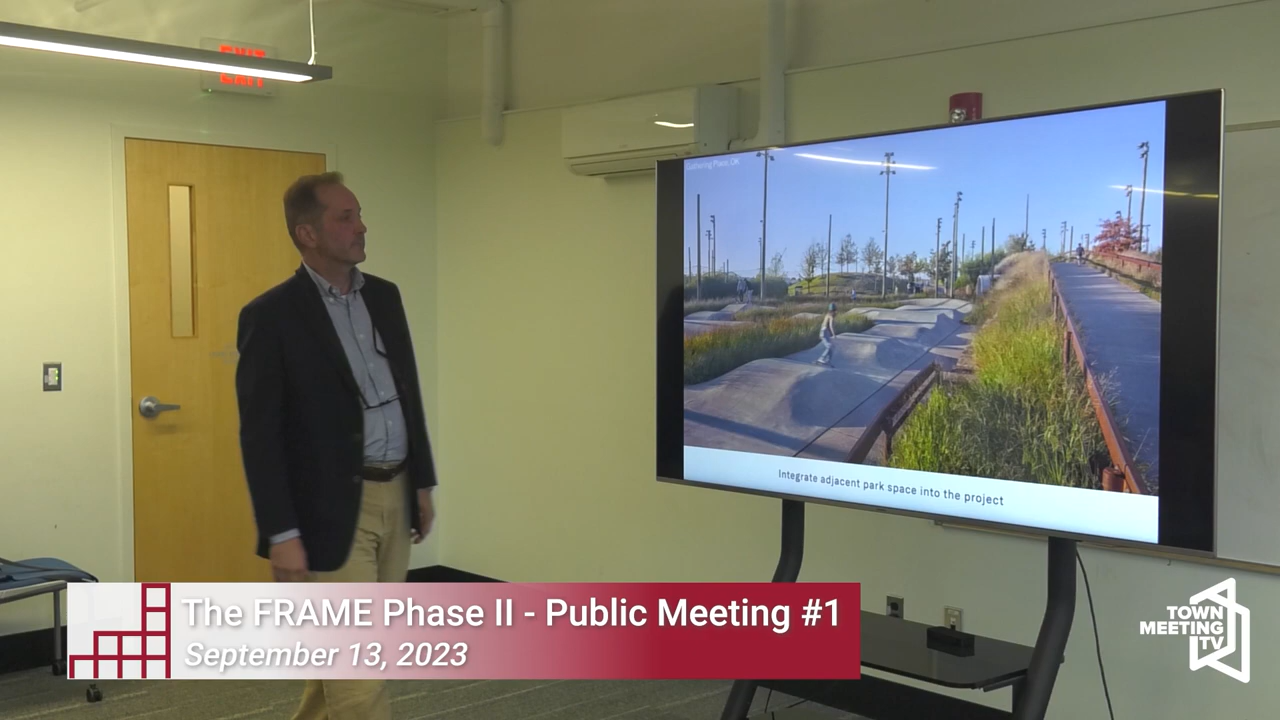 EXIT
Gathering Place, OK
Integrate adjacent park space into the project
The FRAME Phase II - Public Meeting #1
September 13, 2023
TOWN
MEETING
TV